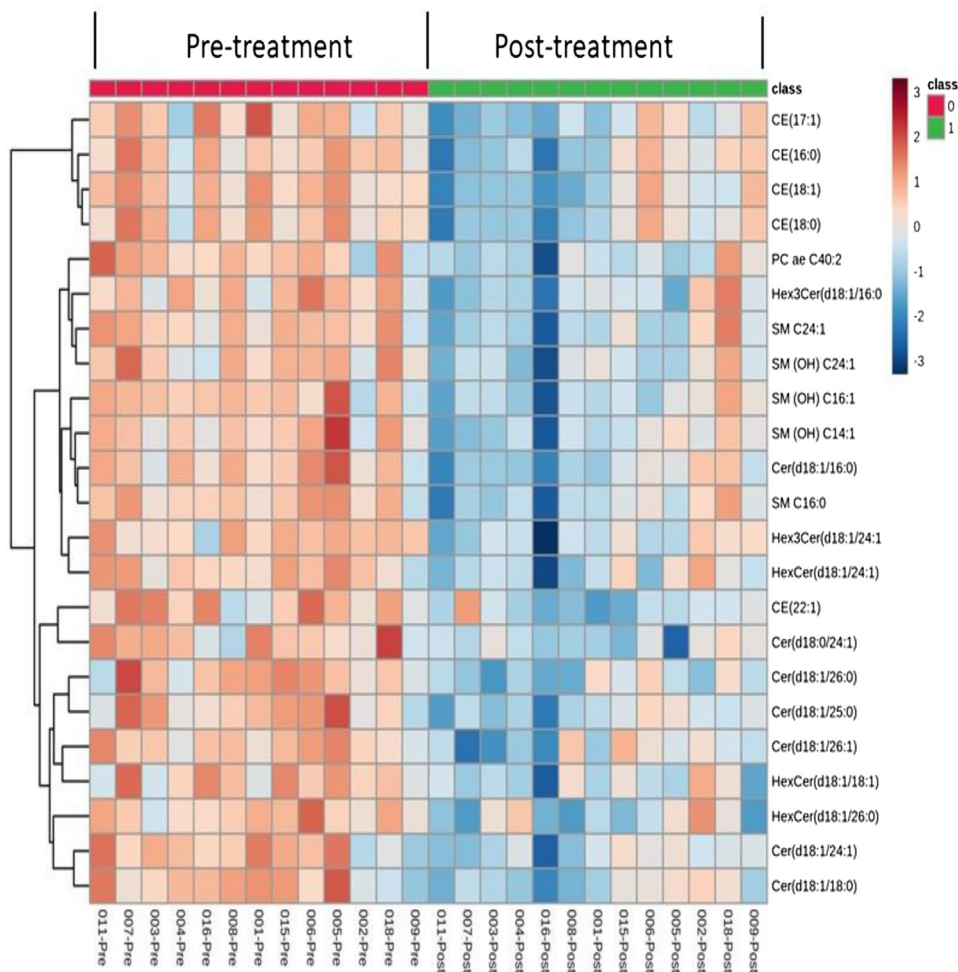 Pre-treatment
Post-treatment
class
CE(17:1)
CE(16:0)
CE(18:1)
CE(18:0)
PC ae C40:2
Hex3Cer(d18:1/16:0
SM C24:1
SM (OH) C24:1
SM (OH) C16:1
SM (OH) C14:1
Cer(d18:1/16:0)
SM C16:0
Hex3Cer(d18:1/24:1
HexCer(d18:1/24:1)
CE(22:1)
Cer(d18:0/24:1)
Cer(d18:1/26:0)
Cer(d18:1/25:0)
Cer(d18:1/26:1)
HexCer(d18:1/18:1)
HexCer(d18:1/26:0)
Cer(d18:1/24:1)
Cer(d18:1/18:0)
3
2
1
0
-1
-2
-3
class
0
1
011-Pre
007-Pre
003-Pre
004-Pre
016-Pre
008-Pre
001-Pre
015-Pre
006-Pre
005-Pre
002-Pre
018-Pre
009-Pre
011-Post
007-Post
003-Post
004-Post
016-Post
008-Post
001-Post
015-Post
006-Post
005-Post
002-Post
018-Post
009-Post